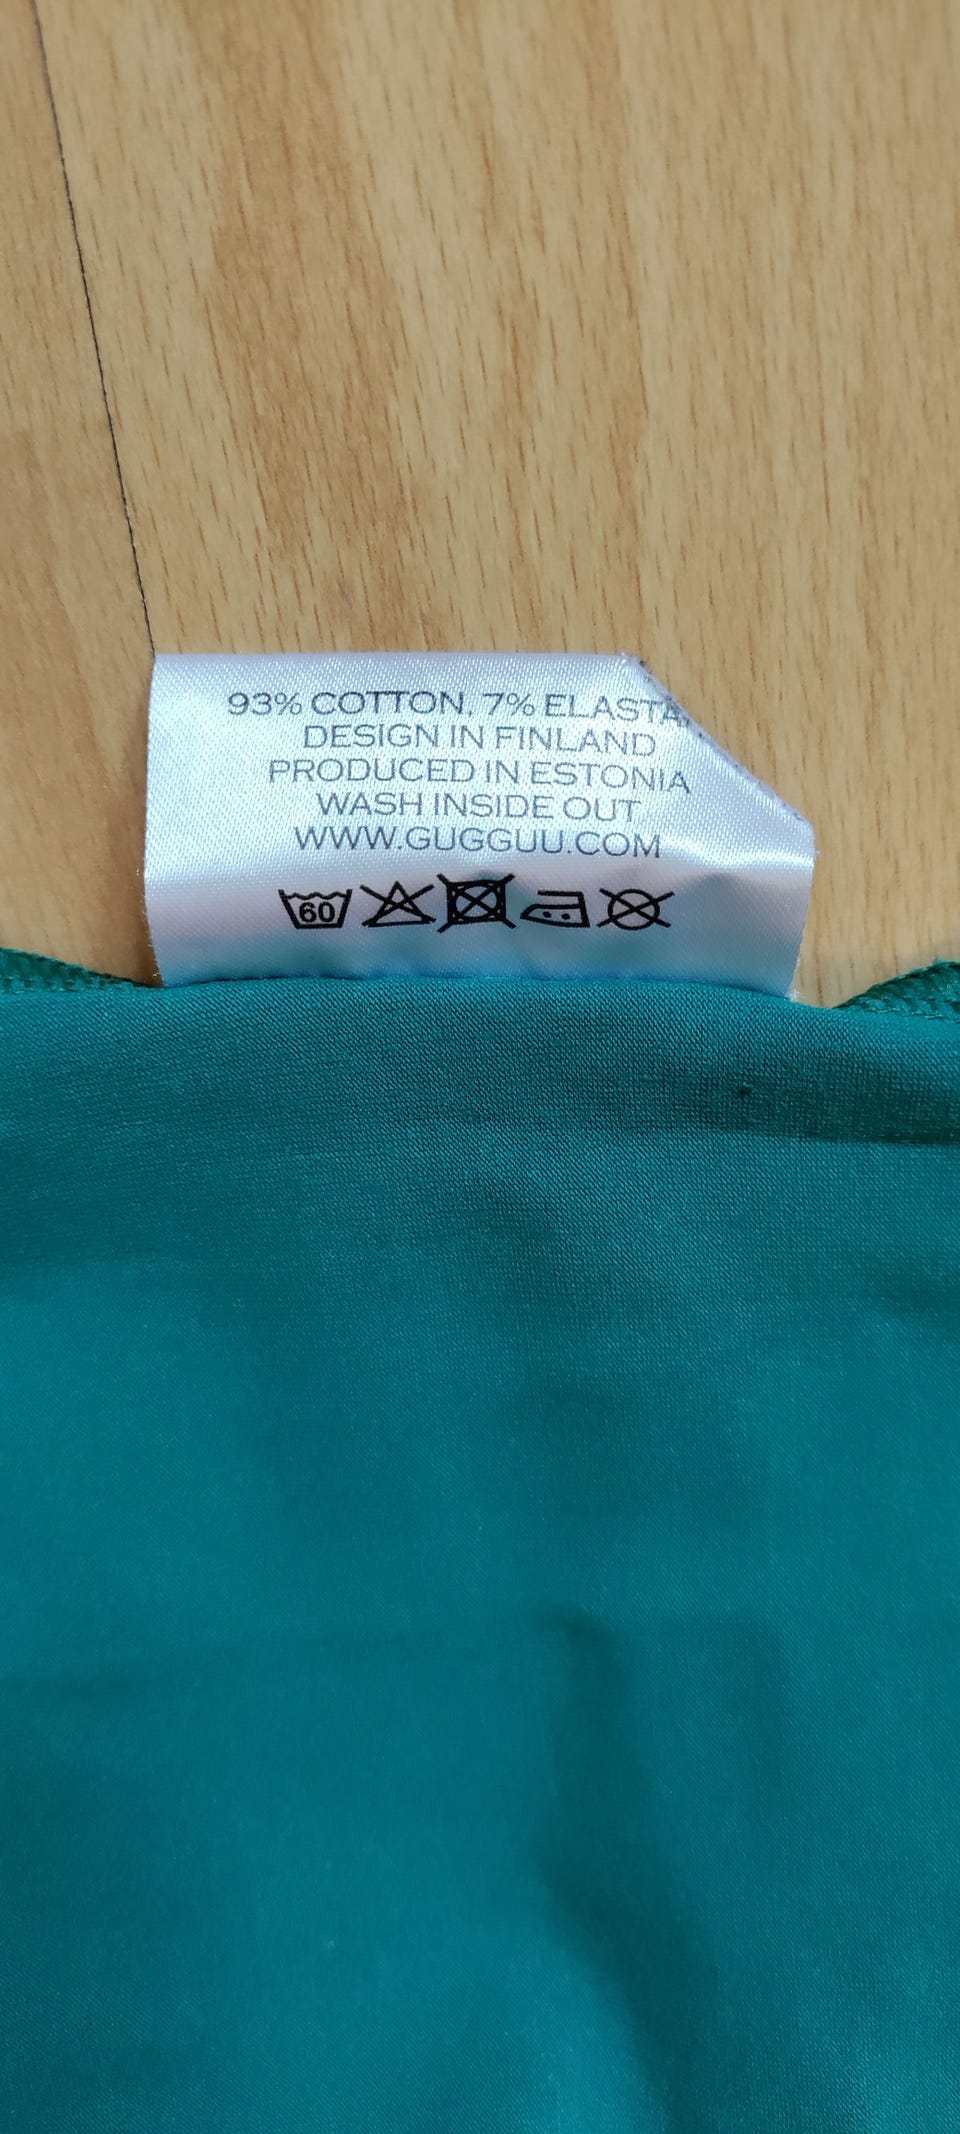 93% COTTON, 7% ELASTA
DESIGN IN FINLAND
PRODUCED IN ESTONIA
WASH INSIDE OUT
WWW.GUGGUU.COM
60